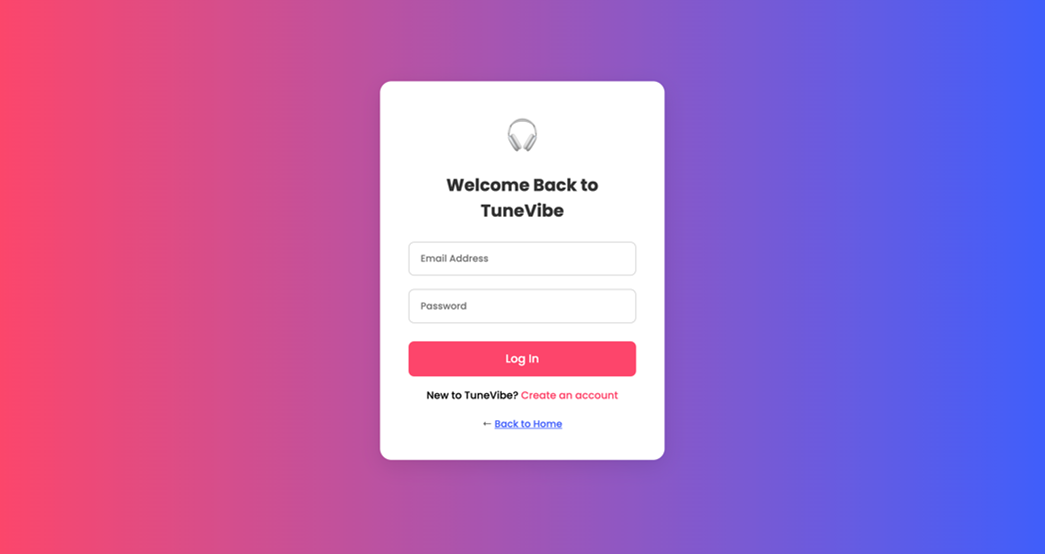 Welcome Back to
TuneVibe
Email Address
Password
Log In
New to TuneVibe? Create an account
← Back to Home